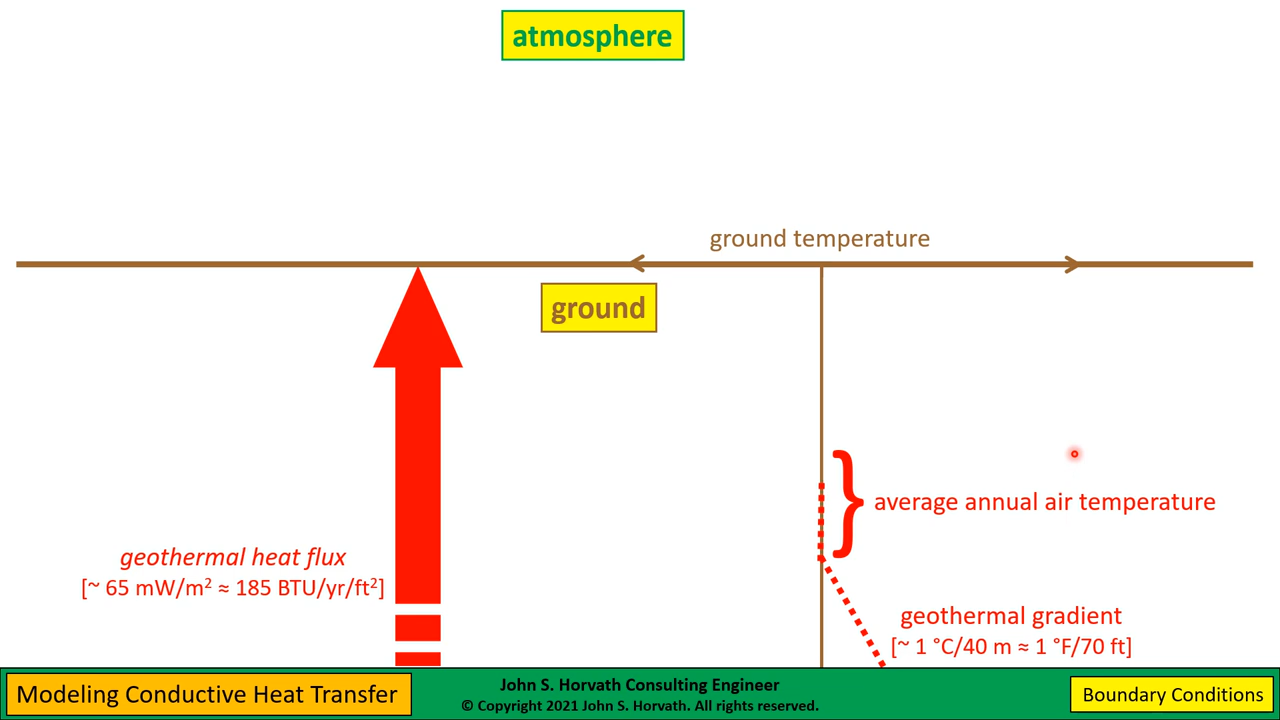 atmosphere
ground temperature
ground
average annual air temperature
geothermal heat flux
[~ 65 mW/m² ≈ 185 BTU/yr/ft²]
geothermal gradient
[~ 1 °C/40 m ≈ 1 °F/70 ft]
Modeling Conductive Heat Transfer
John S. Horvath Consulting Engineer
© Copyright 2021 John S. Horvath. All rights reserved.
Boundary Conditions